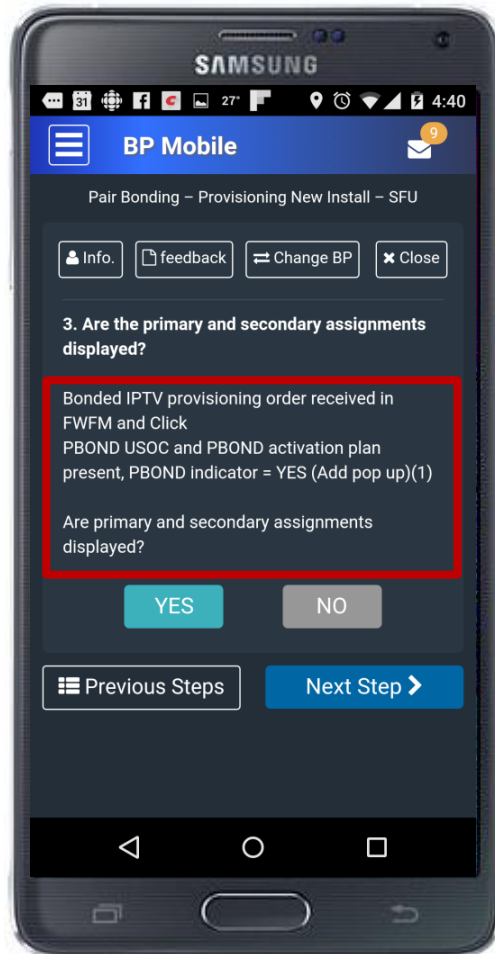 SAMSUNG
31 27° 4:40
BP Mobile 9
Pair Bonding – Provisioning New Install – SFU
Info. feedback Change BP Close
3. Are the primary and secondary assignments
displayed?
Bonded IPTV provisioning order received in
FWFM and Click
PBOND USOC and PBOND activation plan
present, PBOND indicator = YES (Add pop up)(1)
Are primary and secondary assignments
displayed?
YES NO
Previous Steps Next Step